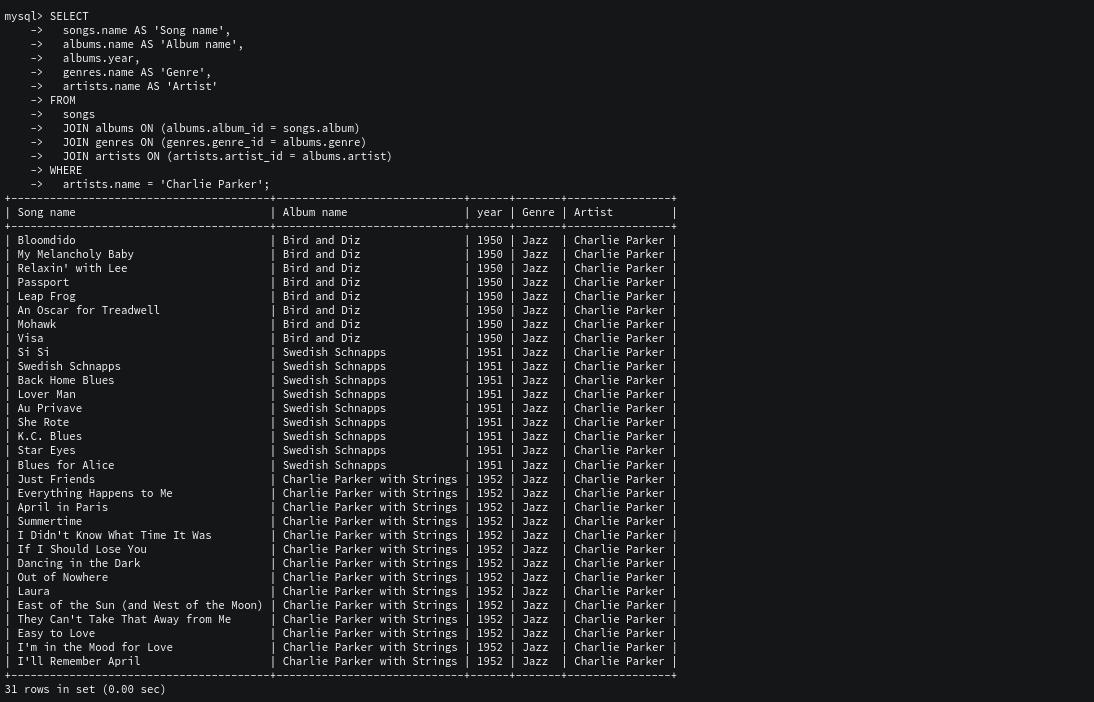 mysql> SELECT
    ->   songs.name AS 'Song name',
    ->   albums.name AS 'Album name',
    ->   albums.year,
    ->   genres.name AS 'Genre',
    ->   artists.name AS 'Artist'
    -> FROM
    ->   songs
    ->   JOIN albums ON (albums.album_id = songs.album)
    ->   JOIN genres ON (genres.genre_id = albums.genre)
    ->   JOIN artists ON (artists.artist_id = albums.artist)
    -> WHERE
    ->   artists.name = 'Charlie Parker';
+----------------------------------------+-----------------------------+------+-------+----------------+
| Song name                              | Album name                  | year | Genre | Artist         |
+----------------------------------------+-----------------------------+------+-------+----------------+
| Bloomdido                              | Bird and Diz                | 1950 | Jazz  | Charlie Parker |
| My Melancholy Baby                     | Bird and Diz                | 1950 | Jazz  | Charlie Parker |
| Relaxin' with Lee                      | Bird and Diz                | 1950 | Jazz  | Charlie Parker |
| Passport                               | Bird and Diz                | 1950 | Jazz  | Charlie Parker |
| Leap Frog                              | Bird and Diz                | 1950 | Jazz  | Charlie Parker |
| An Oscar for Treadwell                 | Bird and Diz                | 1950 | Jazz  | Charlie Parker |
| Mohawk                                 | Bird and Diz                | 1950 | Jazz  | Charlie Parker |
| Visa                                   | Bird and Diz                | 1950 | Jazz  | Charlie Parker |
| Si Si                                  | Swedish Schnapps            | 1951 | Jazz  | Charlie Parker |
| Swedish Schnapps                       | Swedish Schnapps            | 1951 | Jazz  | Charlie Parker |
| Back Home Blues                        | Swedish Schnapps            | 1951 | Jazz  | Charlie Parker |
| Lover Man                              | Swedish Schnapps            | 1951 | Jazz  | Charlie Parker |
| Au Privave                             | Swedish Schnapps            | 1951 | Jazz  | Charlie Parker |
| She Rote                               | Swedish Schnapps            | 1951 | Jazz  | Charlie Parker |
| K.C. Blues                             | Swedish Schnapps            | 1951 | Jazz  | Charlie Parker |
| Star Eyes                              | Swedish Schnapps            | 1951 | Jazz  | Charlie Parker |
| Blues for Alice                        | Swedish Schnapps            | 1951 | Jazz  | Charlie Parker |
| Just Friends                           | Charlie Parker with Strings | 1952 | Jazz  | Charlie Parker |
| Everything Happens to Me               | Charlie Parker with Strings | 1952 | Jazz  | Charlie Parker |
| April in Paris                         | Charlie Parker with Strings | 1952 | Jazz  | Charlie Parker |
| Summertime                             | Charlie Parker with Strings | 1952 | Jazz  | Charlie Parker |
| I Didn't Know What Time It Was         | Charlie Parker with Strings | 1952 | Jazz  | Charlie Parker |
| If I Should Lose You                   | Charlie Parker with Strings | 1952 | Jazz  | Charlie Parker |
| Dancing in the Dark                    | Charlie Parker with Strings | 1952 | Jazz  | Charlie Parker |
| Out of Nowhere                         | Charlie Parker with Strings | 1952 | Jazz  | Charlie Parker |
| Laura                                  | Charlie Parker with Strings | 1952 | Jazz  | Charlie Parker |
| East of the Sun (and West of the Moon) | Charlie Parker with Strings | 1952 | Jazz  | Charlie Parker |
| They Can't Take That Away from Me      | Charlie Parker with Strings | 1952 | Jazz  | Charlie Parker |
| Easy to Love                           | Charlie Parker with Strings | 1952 | Jazz  | Charlie Parker |
| I'm in the Mood for Love               | Charlie Parker with Strings | 1952 | Jazz  | Charlie Parker |
| I'll Remember April                    | Charlie Parker with Strings | 1952 | Jazz  | Charlie Parker |
+----------------------------------------+-----------------------------+------+-------+----------------+
31 rows in set (0.00 sec)